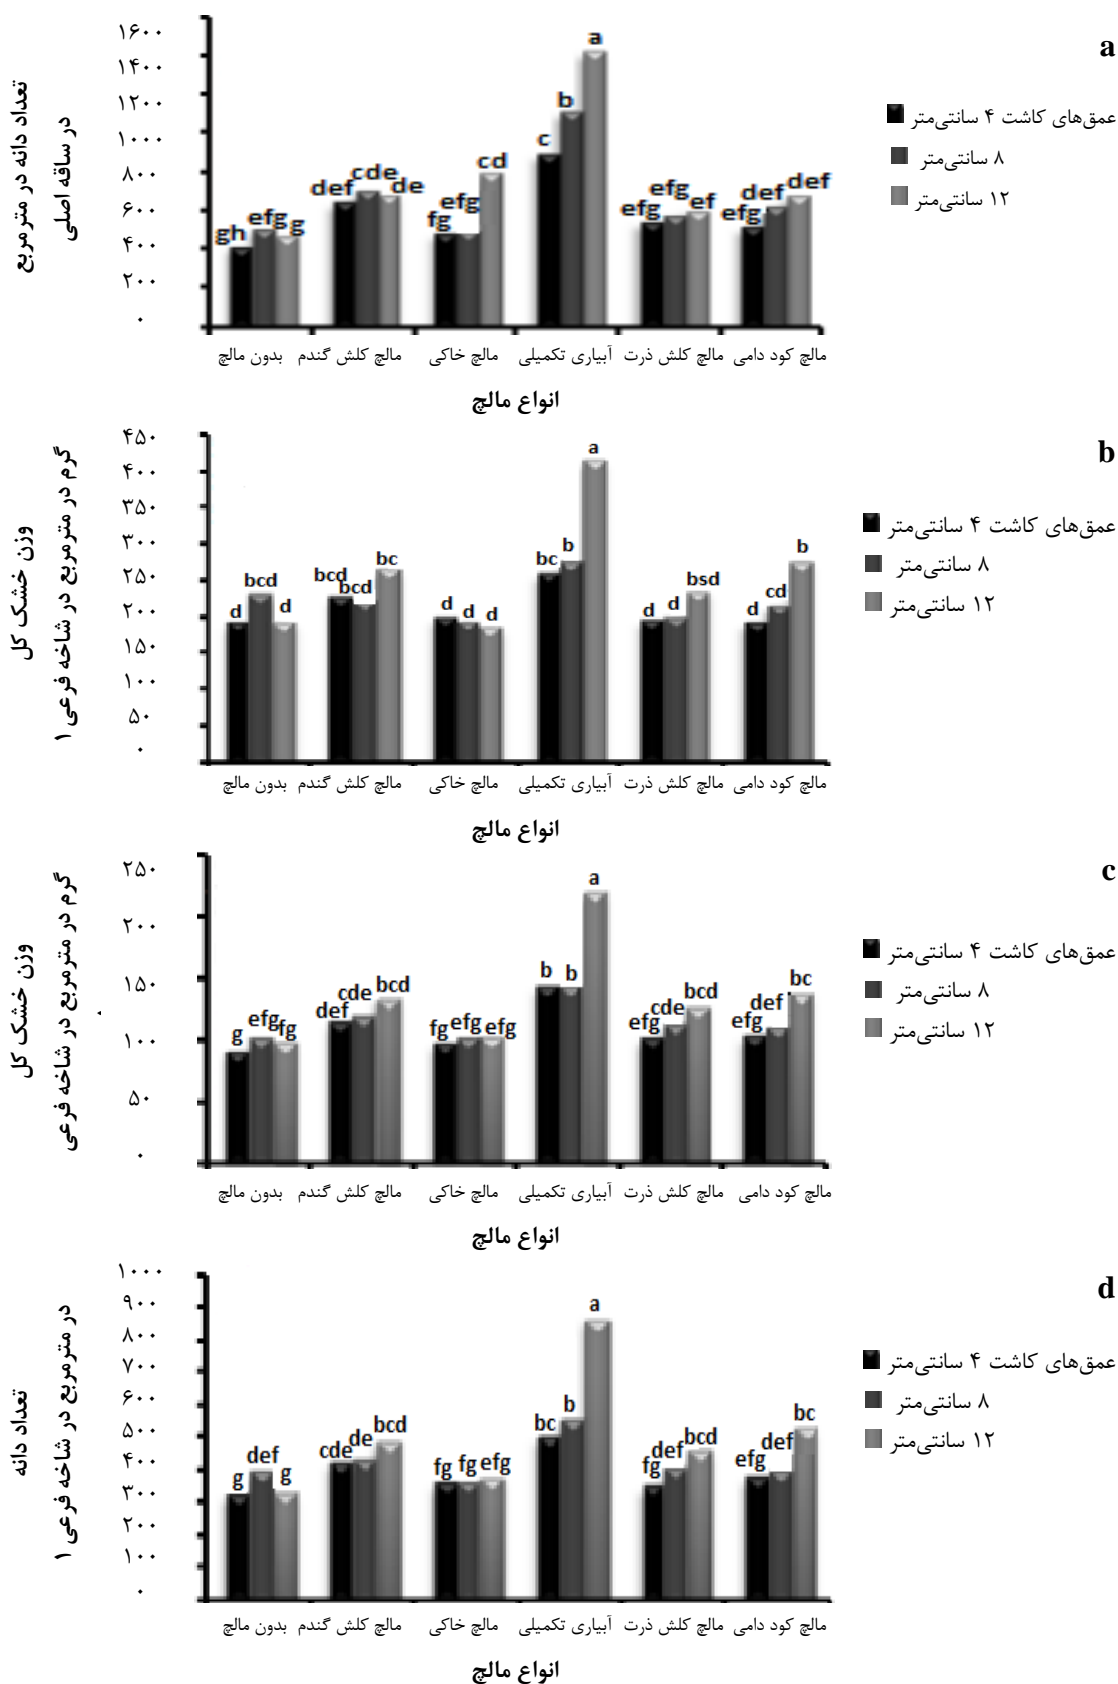 a
تعداد دانه در مترمربع
در ساقه اصلی
۱۶۰۰
۱۴۰۰
۱۲۰۰
۱۰۰۰
۸۰۰
۶۰۰
۴۰۰
۲۰۰
۰
gh efg g
def cde de
fg efg cd
c b a
efg efg ef
efg def def
عمق‌های کاشت ۴ سانتی‌متر
۸ سانتی‌متر
۱۲ سانتی‌متر
بدون مالچ مالچ کلش گندم مالچ خاکی آبیاری تکمیلی مالچ کلش ذرت مالچ کود دامی
انواع مالچ
b
وزن خشک کل
گرم در مترمربع در شاخه فرعی ۱
۴۵۰
۴۰۰
۳۵۰
۳۰۰
۲۵۰
۲۰۰
۱۵۰
۱۰۰
۵۰
۰
d bcd d
bcd bcd bc
d d d
bc b a
d d bsd
d cd b
عمق‌های کاشت ۴ سانتی‌متر
۸ سانتی‌متر
۱۲ سانتی‌متر
بدون مالچ مالچ کلش گندم مالچ خاکی آبیاری تکمیلی مالچ کلش ذرت مالچ کود دامی
انواع مالچ
c
وزن خشک کل
گرم در مترمربع در شاخه فرعی
۲۵۰
۲۰۰
۱۵۰
۱۰۰
۵۰
۰
g efg fg
def cde bcd
fg efg efg
b b a
efg cde bcd
efg def bc
عمق‌های کاشت ۴ سانتی‌متر
۸ سانتی‌متر
۱۲ سانتی‌متر
بدون مالچ مالچ کلش گندم مالچ خاکی آبیاری تکمیلی مالچ کلش ذرت مالچ کود دامی
انواع مالچ
d
تعداد دانه
در مترمربع در شاخه فرعی ۱
۱۰۰۰
۹۰۰
۸۰۰
۷۰۰
۶۰۰
۵۰۰
۴۰۰
۳۰۰
۲۰۰
۱۰۰
۰
g def g
cde de bcd
fg fg efg
bc b a
fg def bcd
efg def bc
عمق‌های کاشت ۴ سانتی‌متر
۸ سانتی‌متر
۱۲ سانتی‌متر
بدون مالچ مالچ کلش گندم مالچ خاکی آبیاری تکمیلی مالچ کلش ذرت مالچ کود دامی
انواع مالچ